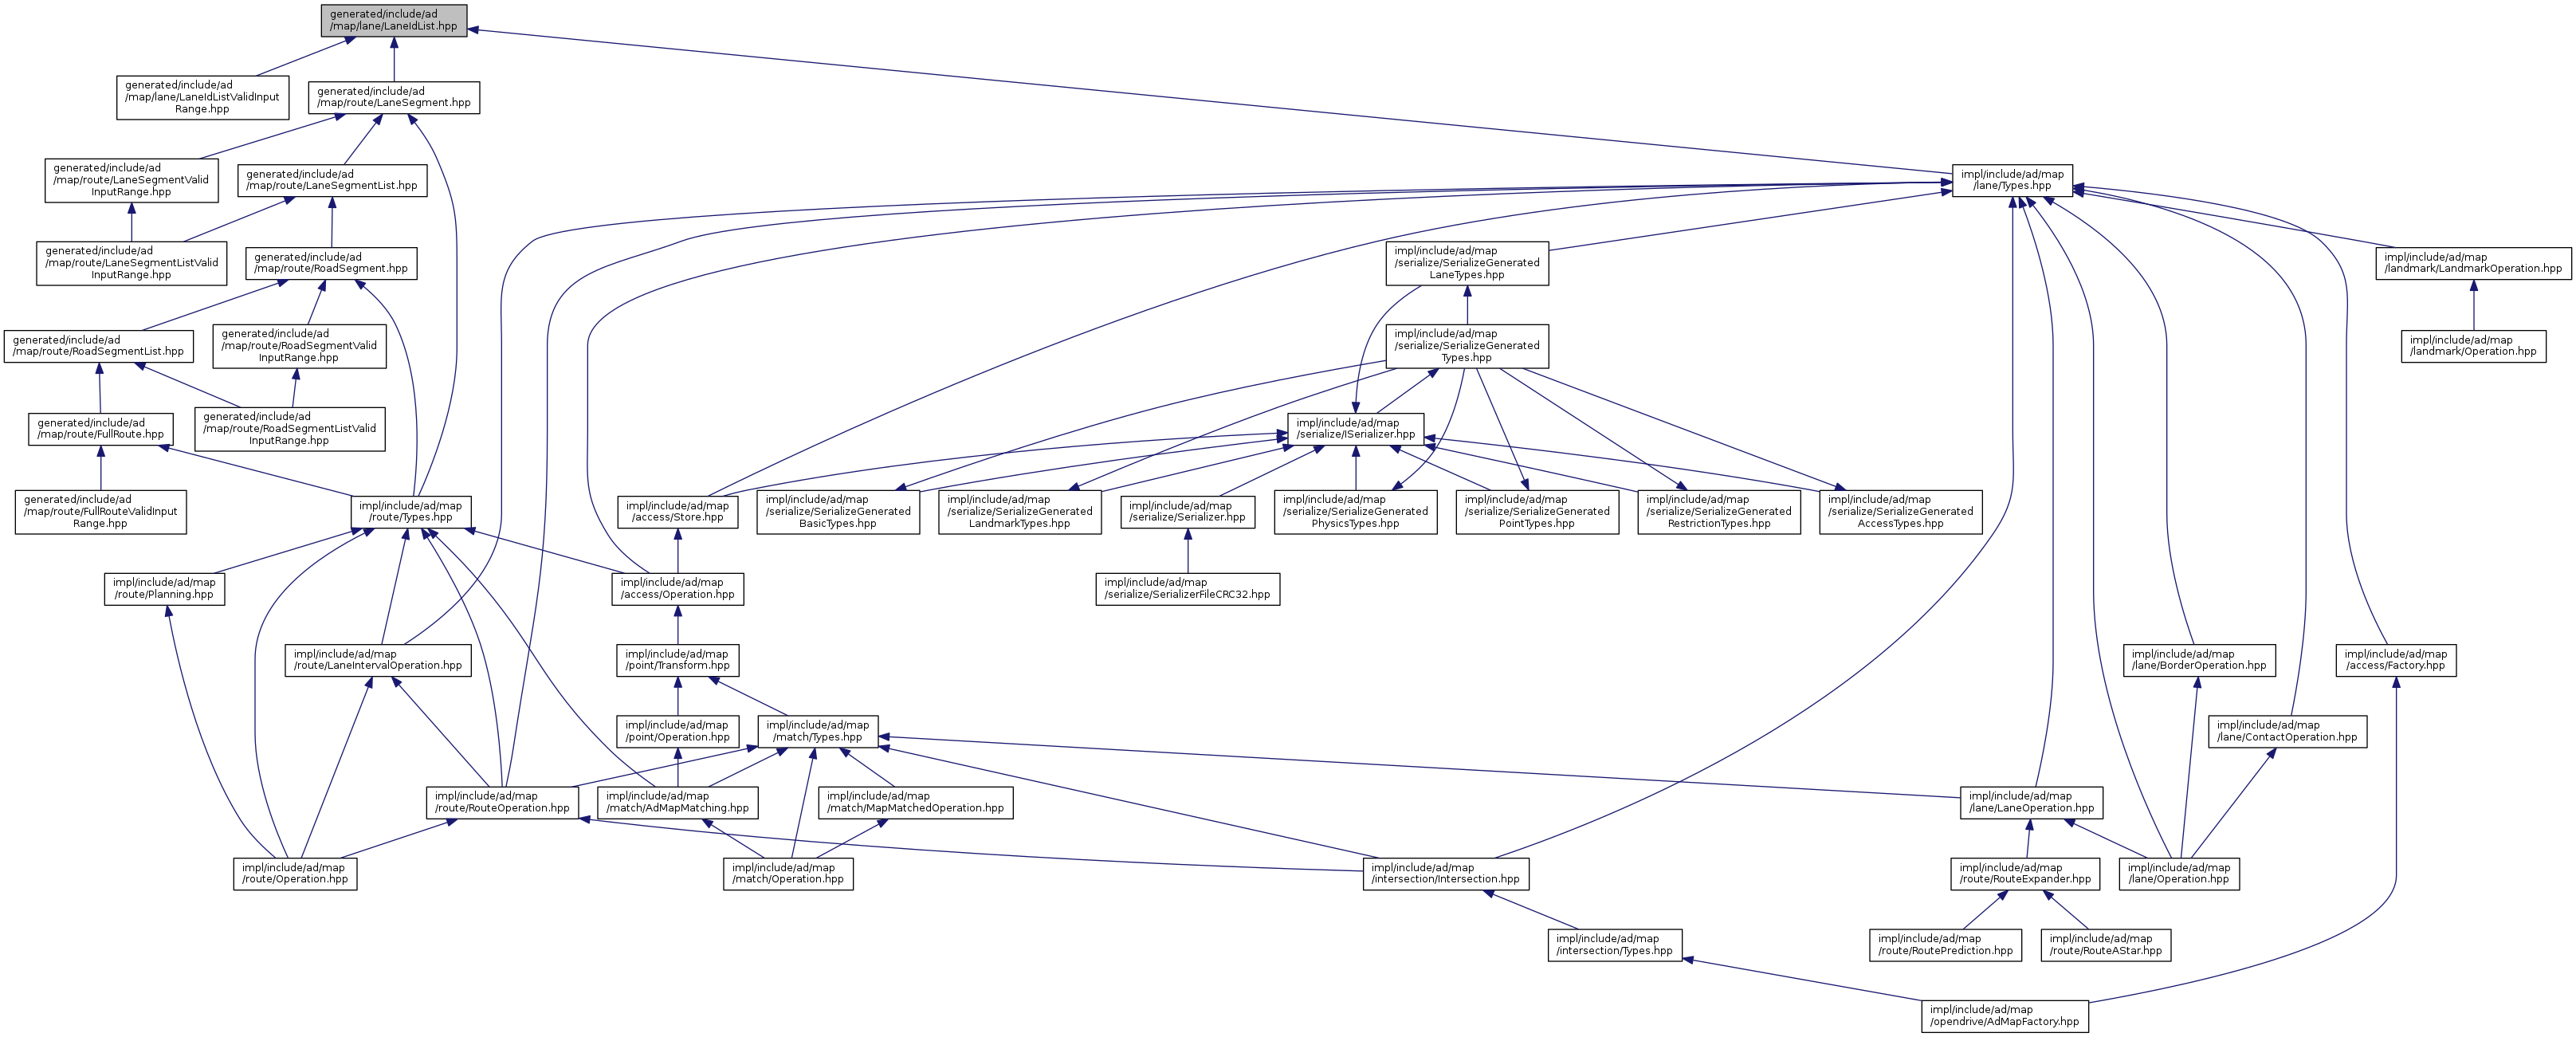 generated/include/ad
/map/lane/LaneIdList.hpp
generated/include/ad
/map/lane/LaneIdListValidInput
Range.hpp
generated/include/ad
/map/route/LaneSegment.hpp
generated/include/ad
/map/route/LaneSegmentValid
InputRange.hpp
generated/include/ad
/map/route/LaneSegmentList.hpp
impl/include/ad/map
/lane/Types.hpp
generated/include/ad
/map/route/LaneSegmentListValid
InputRange.hpp
generated/include/ad
/map/route/RoadSegment.hpp
impl/include/ad/map
/serialize/SerializeGenerated
LaneTypes.hpp
impl/include/ad/map
/landmark/LandmarkOperation.hpp
generated/include/ad
/map/route/RoadSegmentList.hpp
generated/include/ad
/map/route/RoadSegmentValid
InputRange.hpp
impl/include/ad/map
/serialize/SerializeGenerated
Types.hpp
impl/include/ad/map
/landmark/Operation.hpp
generated/include/ad
/map/route/FullRoute.hpp
generated/include/ad
/map/route/RoadSegmentListValid
InputRange.hpp
impl/include/ad/map
/serialize/ISerializer.hpp
generated/include/ad
/map/route/FullRouteValidInput
Range.hpp
impl/include/ad/map
/route/Types.hpp
impl/include/ad/map
/access/Store.hpp
impl/include/ad/map
/serialize/SerializeGenerated
BasicTypes.hpp
impl/include/ad/map
/serialize/SerializeGenerated
LandmarkTypes.hpp
impl/include/ad/map
/serialize/Serializer.hpp
impl/include/ad/map
/serialize/SerializeGenerated
PhysicsTypes.hpp
impl/include/ad/map
/serialize/SerializeGenerated
PointTypes.hpp
impl/include/ad/map
/serialize/SerializeGenerated
RestrictionTypes.hpp
impl/include/ad/map
/serialize/SerializeGenerated
AccessTypes.hpp
impl/include/ad/map
/route/Planning.hpp
impl/include/ad/map
/access/Operation.hpp
impl/include/ad/map
/serialize/SerializerFileCRC32.hpp
impl/include/ad/map
/route/LaneIntervalOperation.hpp
impl/include/ad/map
/point/Transform.hpp
impl/include/ad/map
/lane/BorderOperation.hpp
impl/include/ad/map
/access/Factory.hpp
impl/include/ad/map
/point/Operation.hpp
impl/include/ad/map
/match/Types.hpp
impl/include/ad/map
/lane/ContactOperation.hpp
impl/include/ad/map
/route/RouteOperation.hpp
impl/include/ad/map
/match/AdMapMatching.hpp
impl/include/ad/map
/match/MapMatchedOperation.hpp
impl/include/ad/map
/lane/LaneOperation.hpp
impl/include/ad/map
/route/Operation.hpp
impl/include/ad/map
/match/Operation.hpp
impl/include/ad/map
/intersection/Intersection.hpp
impl/include/ad/map
/route/RouteExpander.hpp
impl/include/ad/map
/lane/Operation.hpp
impl/include/ad/map
/intersection/Types.hpp
impl/include/ad/map
/route/RoutePrediction.hpp
impl/include/ad/map
/route/RouteAStar.hpp
impl/include/ad/map
/opendrive/AdMapFactory.hpp